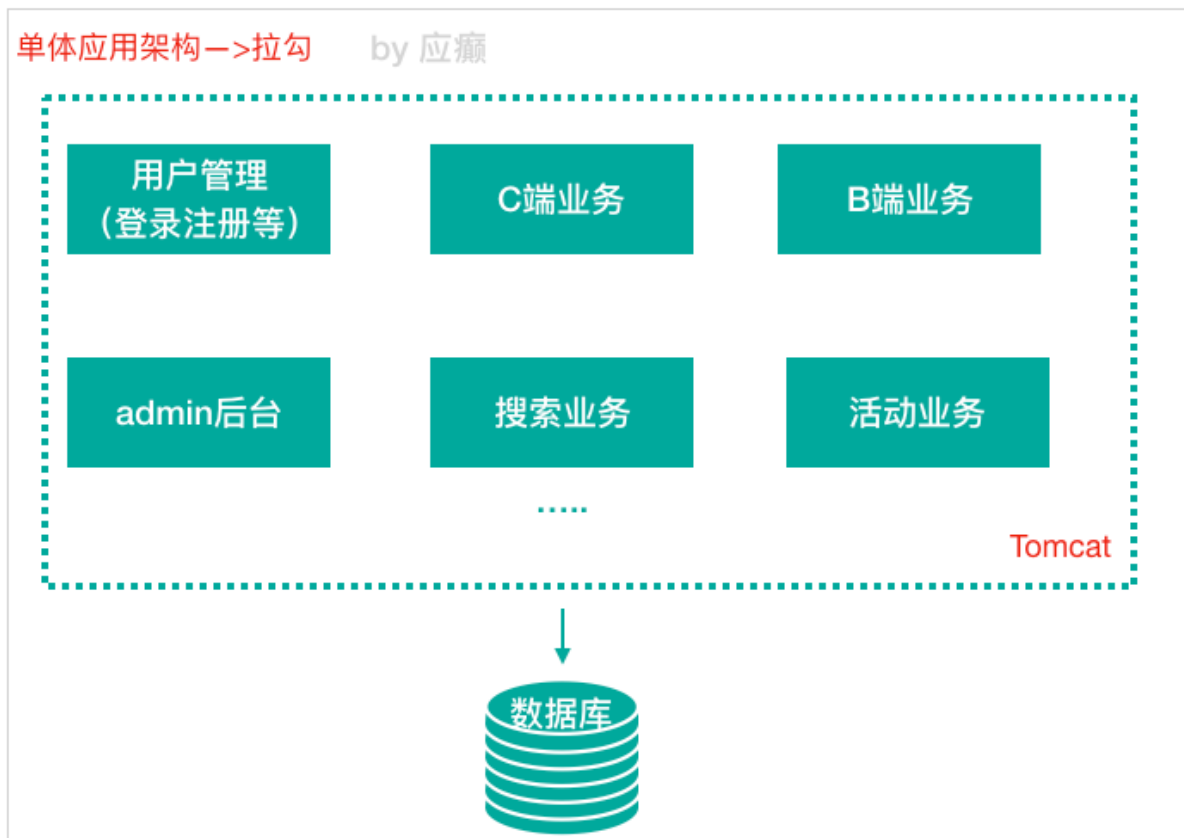 单体应用架构—>拉勾 by 应癫
用户管理
（登录注册等）
C端业务
B端业务
admin后台
搜索业务
活动业务
·····
Tomcat
数据库